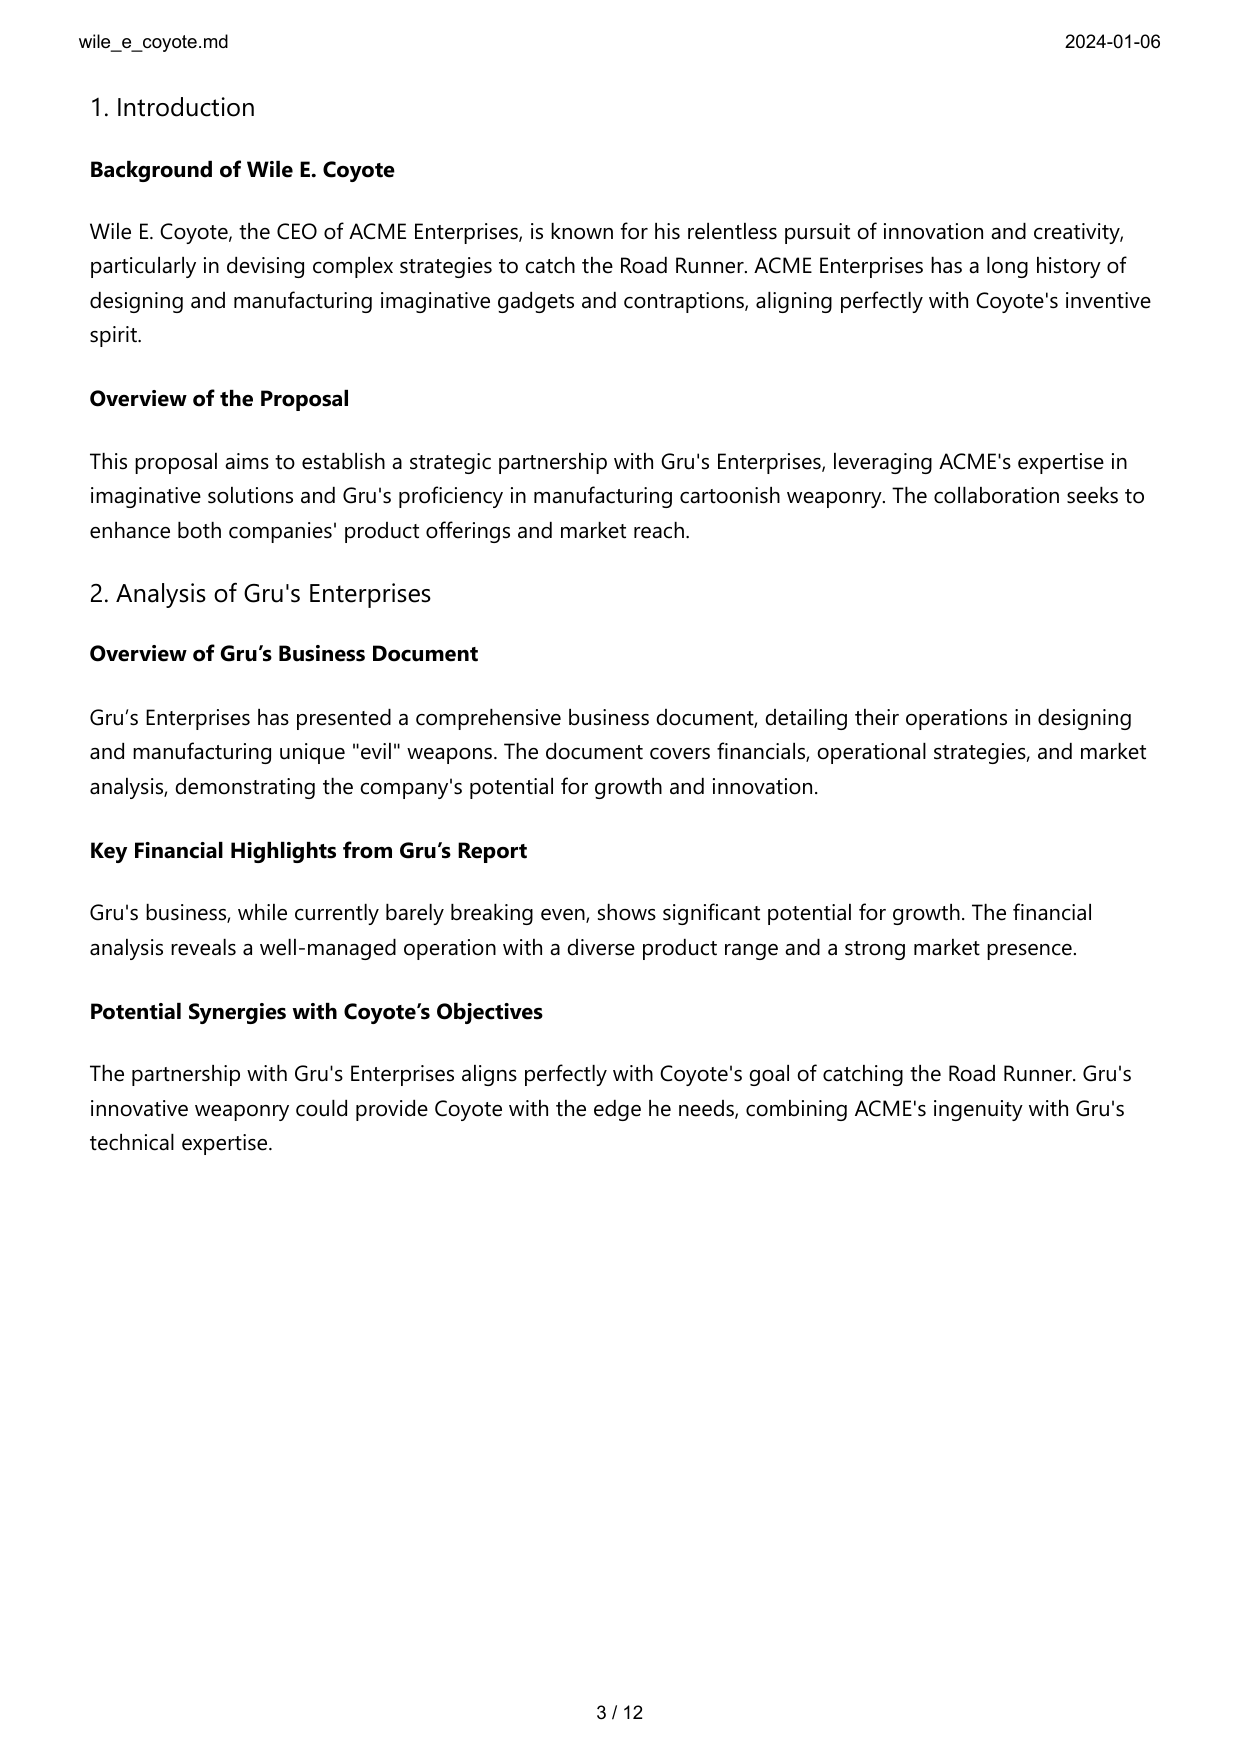 wile_e_coyote.md 2024-01-06
1. Introduction
Background of Wile E. Coyote
Wile E. Coyote, the CEO of ACME Enterprises, is known for his relentless pursuit of innovation and creativity,
particularly in devising complex strategies to catch the Road Runner. ACME Enterprises has a long history of
designing and manufacturing imaginative gadgets and contraptions, aligning perfectly with Coyote's inventive
spirit.
Overview of the Proposal
This proposal aims to establish a strategic partnership with Gru's Enterprises, leveraging ACME's expertise in
imaginative solutions and Gru's proficiency in manufacturing cartoonish weaponry. The collaboration seeks to
enhance both companies' product offerings and market reach.
2. Analysis of Gru's Enterprises
Overview of Gru’s Business Document
Gru’s Enterprises has presented a comprehensive business document, detailing their operations in designing
and manufacturing unique "evil" weapons. The document covers financials, operational strategies, and market
analysis, demonstrating the company's potential for growth and innovation.
Key Financial Highlights from Gru’s Report
Gru's business, while currently barely breaking even, shows significant potential for growth. The financial
analysis reveals a well-managed operation with a diverse product range and a strong market presence.
Potential Synergies with Coyote’s Objectives
The partnership with Gru's Enterprises aligns perfectly with Coyote's goal of catching the Road Runner. Gru's
innovative weaponry could provide Coyote with the edge he needs, combining ACME's ingenuity with Gru's
technical expertise.
3 / 12